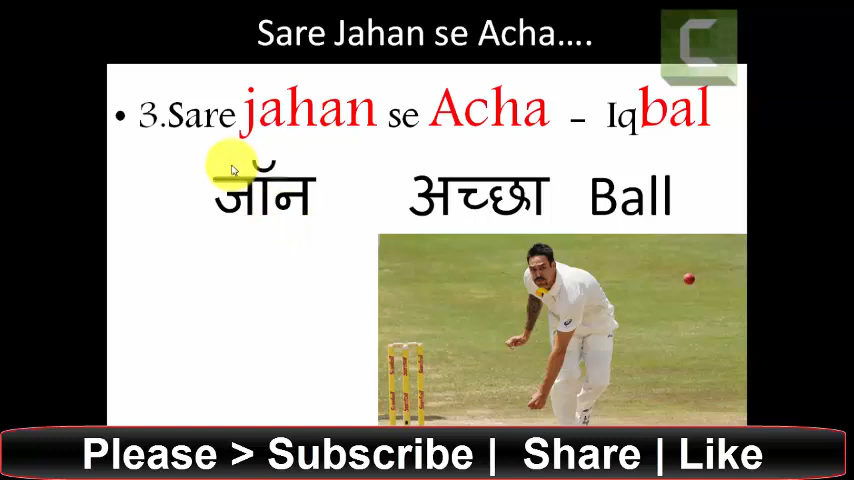 Sare Jahan se Acha....
• 3.Sare jahan se Acha – Iqbal
जॉन अच्छा Ball
Please > Subscribe | Share | Like